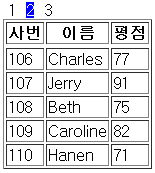 1 2 3
사번 이름 평점
106 Charles 77
107 Jerry 91
108 Beth 75
109 Caroline 82
110 Hanen 71